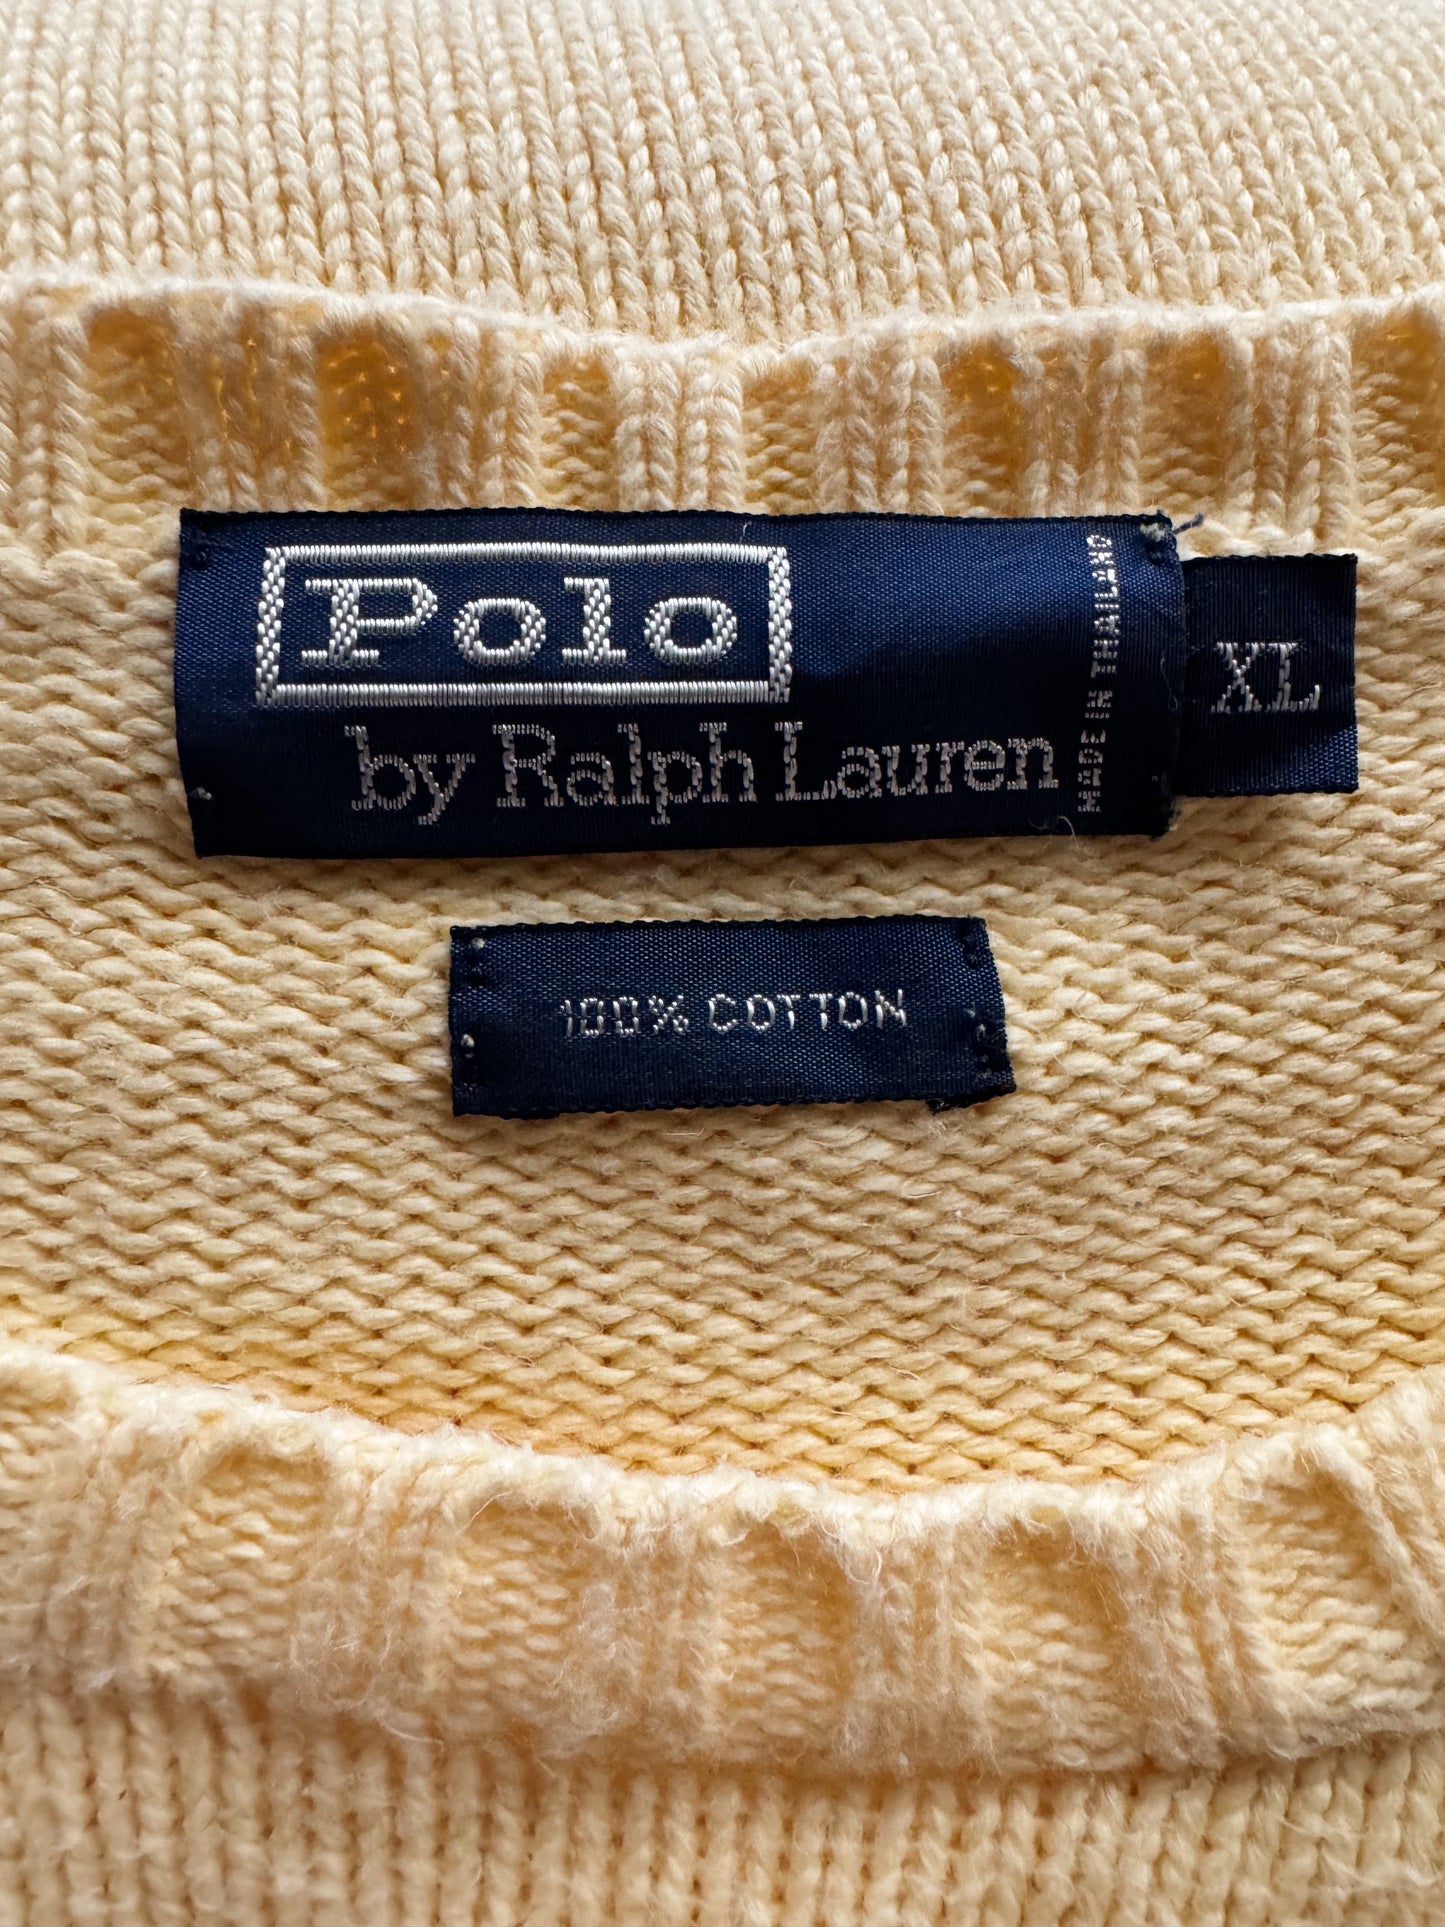 Polo
by Ralph Lauren
MADE IN THAILAND
XL
100% COTTON